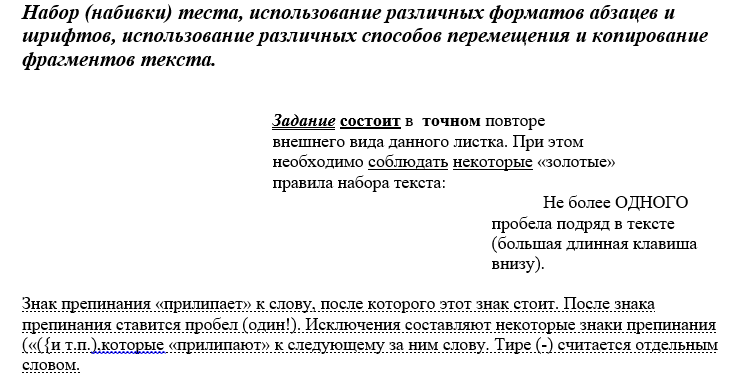 Набор (набивки) теста, использование различных форматов абзацев и
шрифтов, использование различных способов перемещения и копирование
фрагментов текста.
Задание состоит в  точном повторе
внешнего вида данного листка. При этом
необходимо соблюдать некоторые «золотые»
правила набора текста:
Не более ОДНОГО
пробела подряд в тексте
(большая длинная клавиша
внизу).
Знак препинания «прилипает» к слову, после которого этот знак стоит. После знака
препинания ставится пробел (один!). Исключения составляют некоторые знаки препинания
(«({и т.п.),которые «прилипают» к следующему за ним слову. Тире (-) считается отдельным
словом.